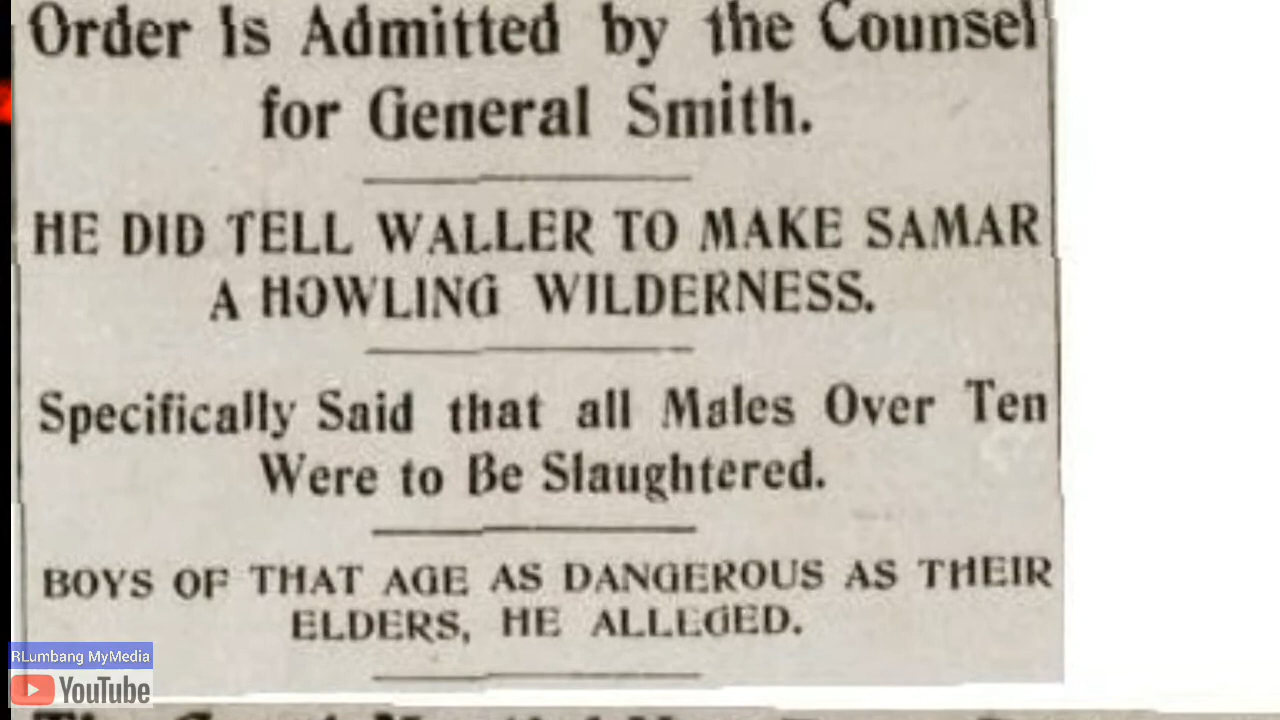 Order Is Admitted by the Counsel
for General Smith.
HE DID TELL WALLER TO MAKE SAMAR
A HOWLING WILDERNESS.
Specifically Said that all Males Over Ten
Were to Be Slaughtered.
BOYS OF THAT AGE AS DANGEROUS AS THEIR
ELDERS, HE ALLEGED.
RLumbang MyMedia
YouTube